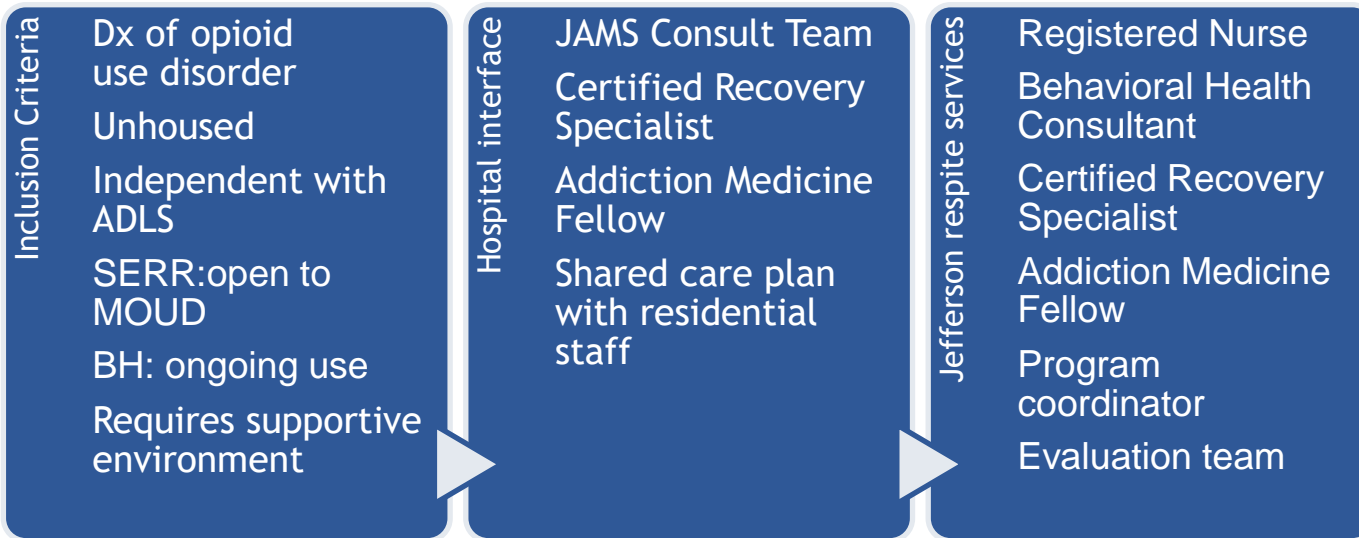 Inclusion Criteria
Dx of opioid
use disorder
Unhoused
Independent with
ADLS
SERR:open to
MOUD
BH: ongoing use
Requires supportive
environment
Hospital interface
JAMS Consult Team
Certified Recovery
Specialist
Addiction Medicine
Fellow
Shared care plan
with residential
staff
Jefferson respite services
Registered Nurse
Behavioral Health
Consultant
Certified Recovery
Specialist
Addiction Medicine
Fellow
Program
coordinator
Evaluation team